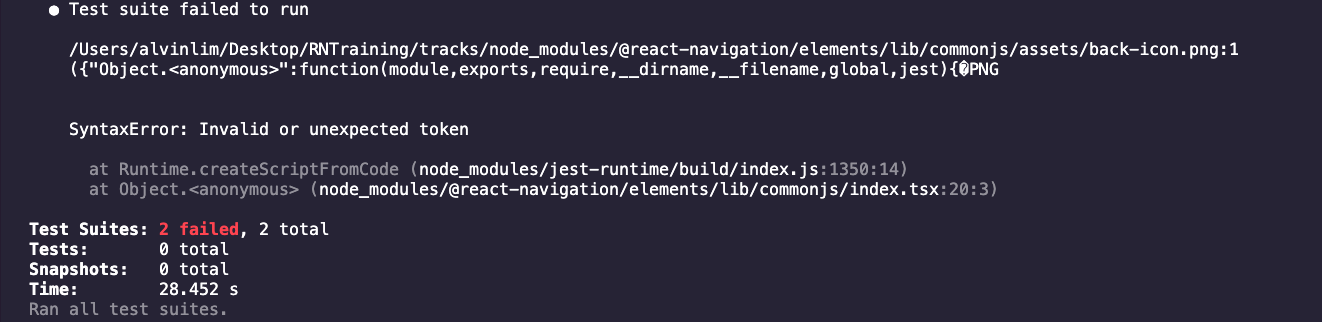 ● Test suite failed to run
/Users/alvinlim/Desktop/RNTraining/tracks/node_modules/@react-navigation/elements/lib/commonjs/assets/back-icon.png:1
({"Object.<anonymous>":function(module,exports,require,__dirname,__filename,global,jest){�PNG
SyntaxError: Invalid or unexpected token
at Runtime.createScriptFromCode (node_modules/jest-runtime/build/index.js:1350:14)
at Object.<anonymous> (node_modules/@react-navigation/elements/lib/commonjs/index.tsx:20:3)
Test Suites: 2 failed, 2 total
Tests: 0 total
Snapshots: 0 total
Time: 28.452 s
Ran all test suites.